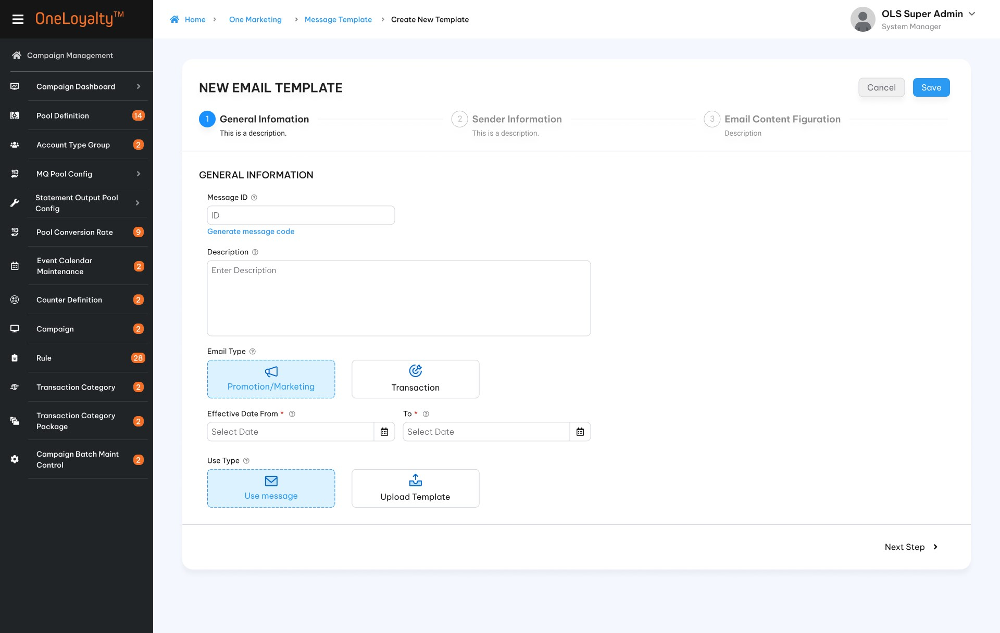 OneLoyalty™
Home
One Marketing
Message Template
Create New Template
OLS Super Admin
System Manager
Campaign Management
Campaign Dashboard
Pool Definition
14
Account Type Group
2
MQ Pool Config
Statement Output Pool
Config
Pool Conversion Rate
9
Event Calendar
Maintenance
2
Counter Definition
2
Campaign
2
Rule
28
Transaction Category
2
Transaction Category
Package
2
Campaign Batch Maint
Control
2
NEW EMAIL TEMPLATE
Cancel
Save
1
General Infomation
This is a description.
2
Sender Information
This is a description.
3
Email Content Figuration
Description
GENERAL INFORMATION
Message ID
ID
Generate message code
Description
Enter Description
Email Type
Promotion/Marketing
Transaction
Effective Date From *
To *
Select Date
Select Date
Use Type
Use message
Upload Template
Next Step